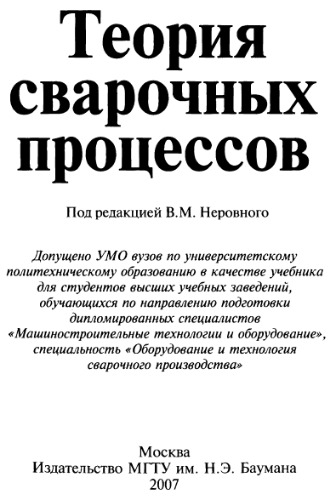 Теория
сварочных
процессов
Под редакцией В.М. Неровного
Допущено УМО вузов по университетскому
политехническому образованию в качестве учебника
для студентов высших учебных заведений,
обучающихся по направлению подготовки
дипломированных специалистов
«Машиностроительные технологии и оборудование»,
специальность «Оборудование и технология
сварочного производства»
Москва
Издательство МГТУ им. Н.Э. Баумана
2007